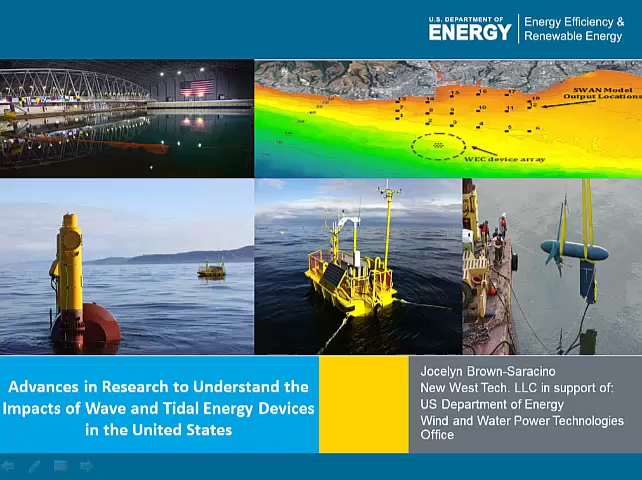 U.S. DEPARTMENT OF
ENERGY
Energy Efficiency &
Renewable Energy
SWAN Model
Output Locations
WEC device array
Advances in Research to Understand the
Impacts of Wave and Tidal Energy Devices
in the United States
Jocelyn Brown-Saracino
New West Tech. LLC in support of:
US Department of Energy
Wind and Water Power Technologies
Office